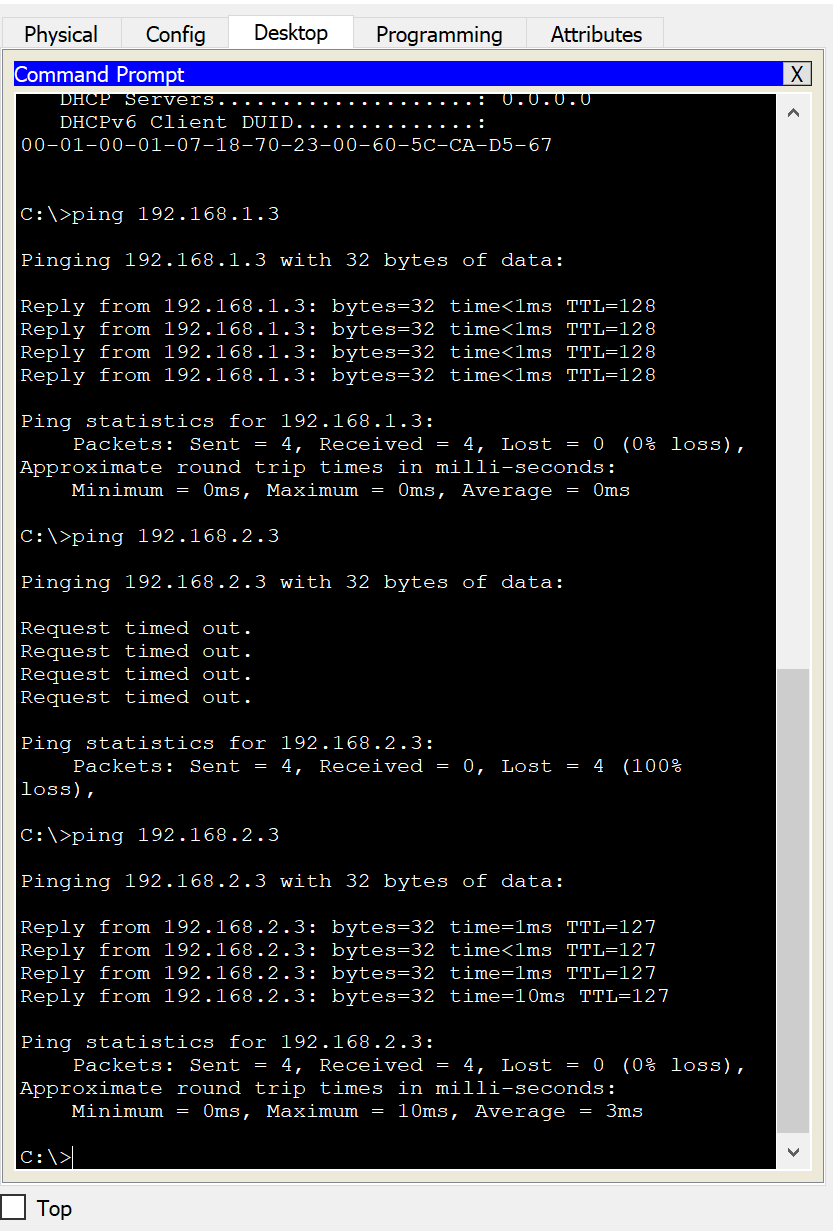 Physical Config Desktop Programming Attributes
Command Prompt X
DHCP Servers....................: 0.0.0.0
DHCPv6 Client DUID..............:
00-01-00-01-07-18-70-23-00-60-5C-CA-D5-67
C:\>ping 192.168.1.3
Pinging 192.168.1.3 with 32 bytes of data:
Reply from 192.168.1.3: bytes=32 time<1ms TTL=128
Reply from 192.168.1.3: bytes=32 time<1ms TTL=128
Reply from 192.168.1.3: bytes=32 time<1ms TTL=128
Reply from 192.168.1.3: bytes=32 time<1ms TTL=128
Ping statistics for 192.168.1.3:
Packets: Sent = 4, Received = 4, Lost = 0 (0% loss),
Approximate round trip times in milli-seconds:
Minimum = 0ms, Maximum = 0ms, Average = 0ms
C:\>ping 192.168.2.3
Pinging 192.168.2.3 with 32 bytes of data:
Request timed out.
Request timed out.
Request timed out.
Request timed out.
Ping statistics for 192.168.2.3:
Packets: Sent = 4, Received = 0, Lost = 4 (100%
loss),
C:\>ping 192.168.2.3
Pinging 192.168.2.3 with 32 bytes of data:
Reply from 192.168.2.3: bytes=32 time=1ms TTL=127
Reply from 192.168.2.3: bytes=32 time<1ms TTL=127
Reply from 192.168.2.3: bytes=32 time=1ms TTL=127
Reply from 192.168.2.3: bytes=32 time=10ms TTL=127
Ping statistics for 192.168.2.3:
Packets: Sent = 4, Received = 4, Lost = 0 (0% loss),
Approximate round trip times in milli-seconds:
Minimum = 0ms, Maximum = 10ms, Average = 3ms
C:\>
Top